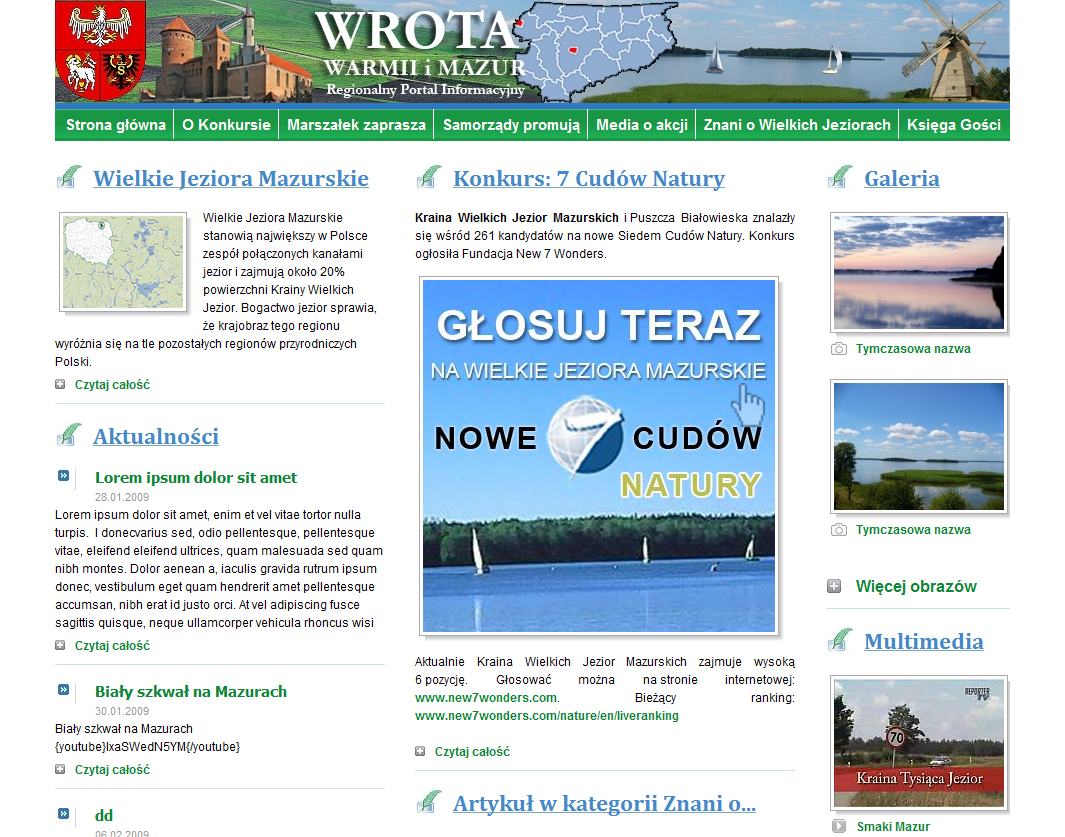 WROTA
WARMII i MAZUR
Regionalny Portal Informacyjny
Strona główna
O Konkursie
Marszałek zaprasza
Samorządy promują
Media o akcji
Znani o Wielkich Jeziorach
Księga Gości
Wielkie Jeziora Mazurskie
Wielkie Jeziora Mazurskie
stanowią największy w Polsce
zespół połączonych kanałami
jezior i zajmują około 20%
powierzchni Krainy Wielkich
Jezior. Bogactwo jezior sprawia,
że krajobraz tego regionu
wyróżnia się na tle pozostałych regionów przyrodniczych
Polski.
Czytaj całość
Aktualności
Lorem ipsum dolor sit amet
28.01.2009
Lorem ipsum dolor sit amet, enim et vel vitae tortor nulla
turpis.  I donecvarius sed, odio pellentesque, pellentesque
vitae, eleifend eleifend ultrices, quam malesuada sed quam
nibh montes. Dolor aenean a, iaculis gravida rutrum ipsum
donec, vestibulum eget quam hendrerit amet pellentesque
accumsan, nibh erat id justo orci. At vel adipiscing fusce
sagittis quisque, neque ullamcorper vehicula rhoncus wisi
Czytaj całość
Biały szkwał na Mazurach
30.01.2009
Biały szkwał na Mazurach
{youtube}IxaSWedN5YM{/youtube}
Czytaj całość
dd
06.02.2009
Konkurs: 7 Cudów Natury
Kraina Wielkich Jezior Mazurskich i Puszcza Białowieska znalazły
się wśród 261 kandydatów na nowe Siedem Cudów Natury. Konkurs
ogłosiła Fundacja New 7 Wonders.
GŁOSUJ TERAZ
NA WIELKIE JEZIORA MAZURSKIE
NOWE 7 CUDÓW
NATURY
Aktualnie Kraina Wielkich Jezior Mazurskich zajmuje wysoką
6 pozycję. Głosować można na stronie internetowej:
www.new7wonders.com. Bieżący ranking:
www.new7wonders.com/nature/en/liveranking
Czytaj całość
Artykuł w kategorii Znani o...
Galeria
Tymczasowa nazwa
Tymczasowa nazwa
Więcej obrazów
Multimedia
REPORTER
TV
70
Kraina Tysiąca Jezior
Smaki Mazur